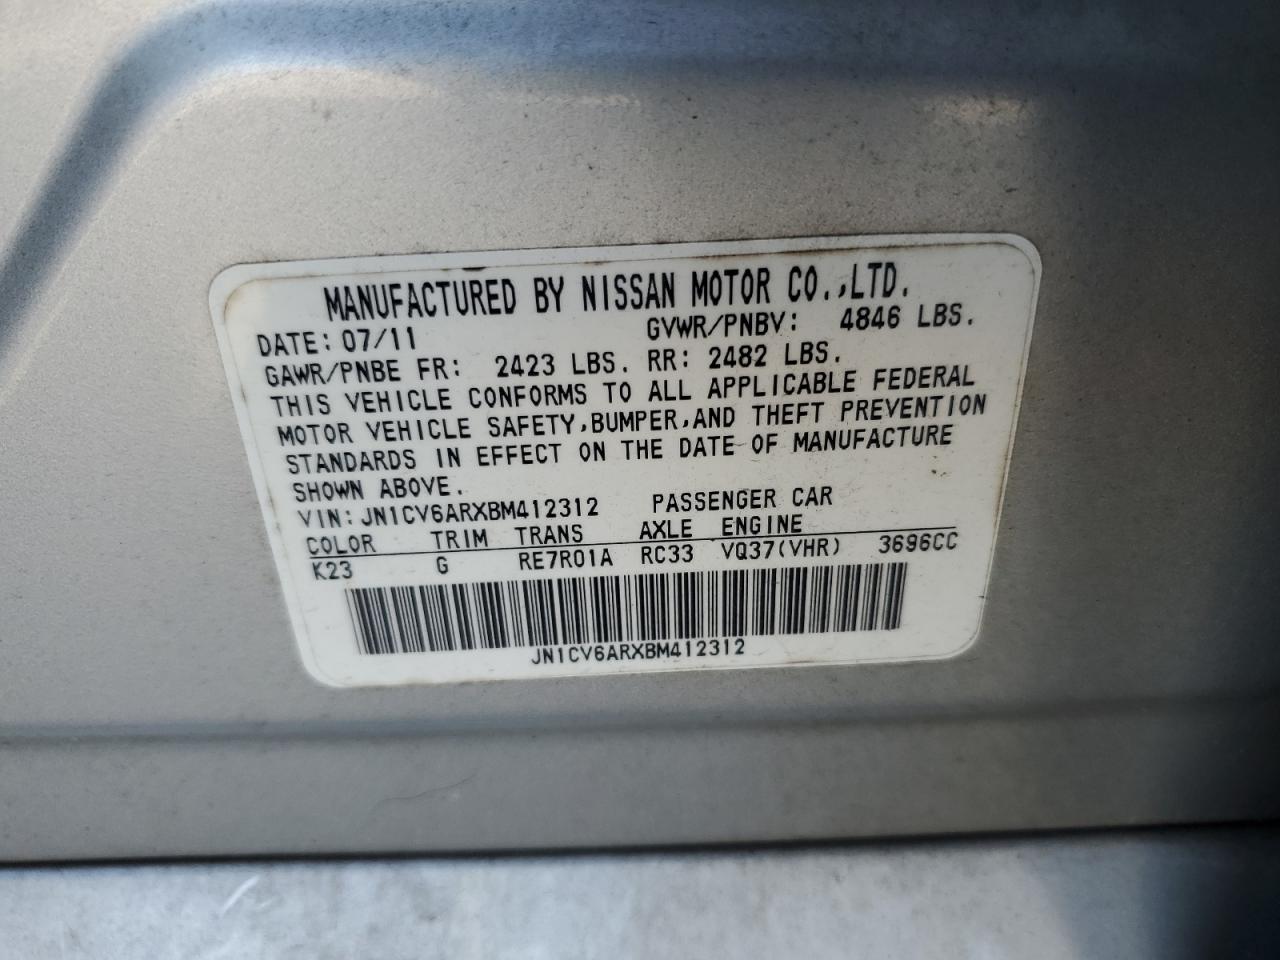 MANUFACTURED BY NISSAN MOTOR CO.,LTD.
DATE: 07/11 GVWR/PNBV: 4846 LBS.
GAWR/PNBE FR: 2423 LBS. RR: 2482 LBS.
THIS VEHICLE CONFORMS TO ALL APPLICABLE FEDERAL
MOTOR VEHICLE SAFETY,BUMPER,AND THEFT PREVENTION
STANDARDS IN EFFECT ON THE DATE OF MANUFACTURE
SHOWN ABOVE.
VIN: JN1CV6ARXBM412312 PASSENGER CAR
COLOR TRIM TRANS AXLE ENGINE
K23 G RE7R01A RC33 VQ37(VHR) 3696CC
JN1CV6ARXBM412312